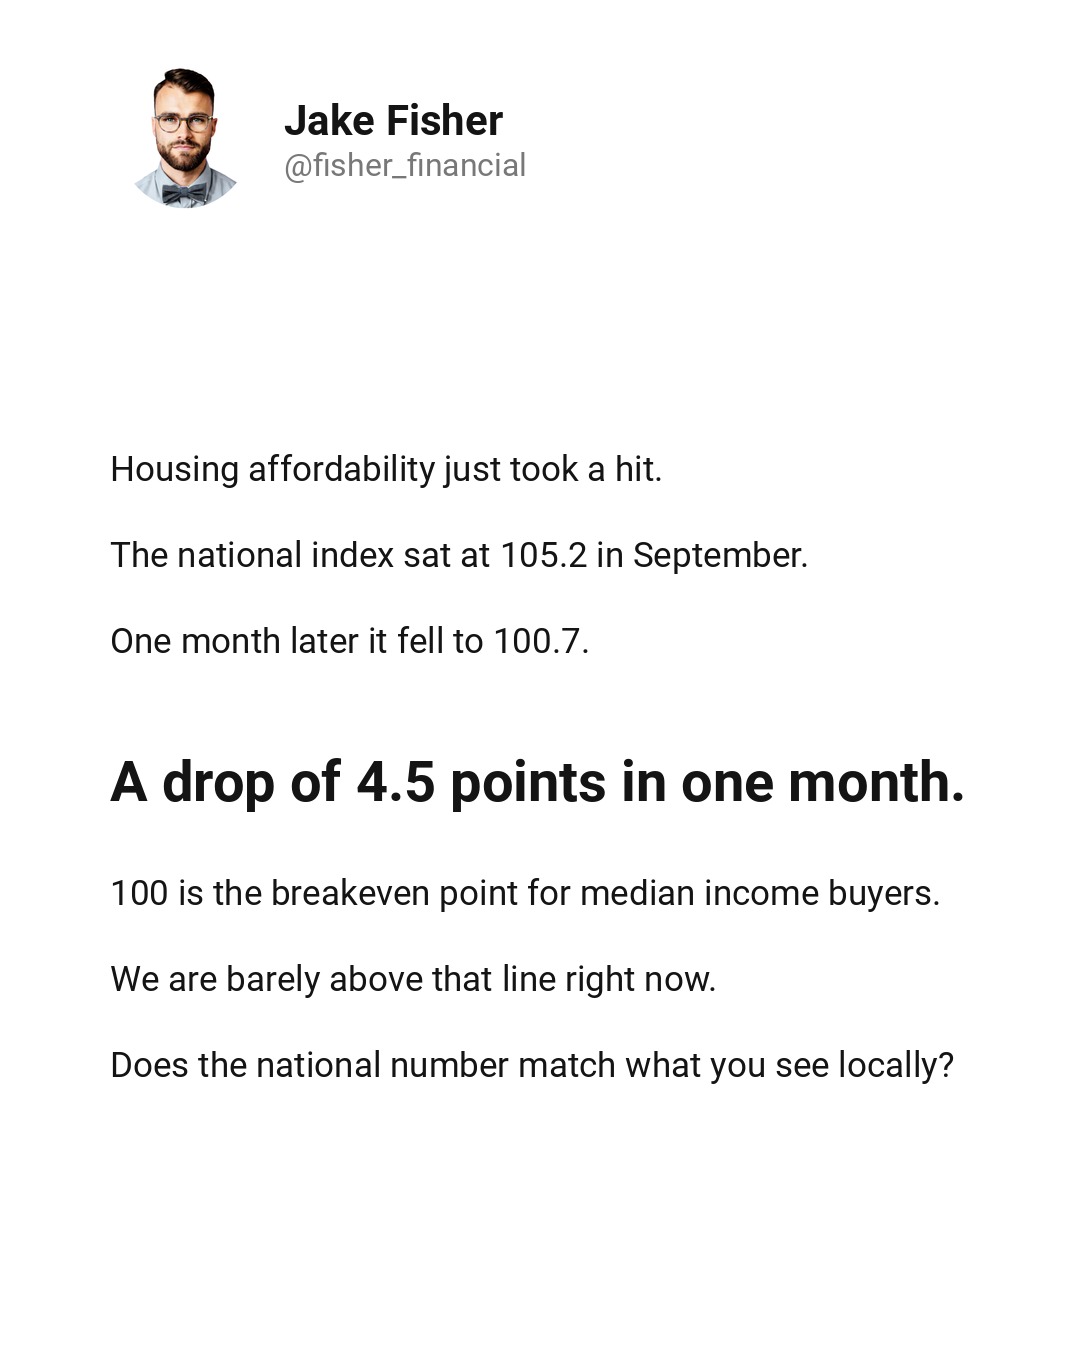 Jake Fisher
@fisher_financial
Housing affordability just took a hit.
The national index sat at 105.2 in September.
One month later it fell to 100.7.
A drop of 4.5 points in one month.
100 is the breakeven point for median income buyers.
We are barely above that line right now.
Does the national number match what you see locally?